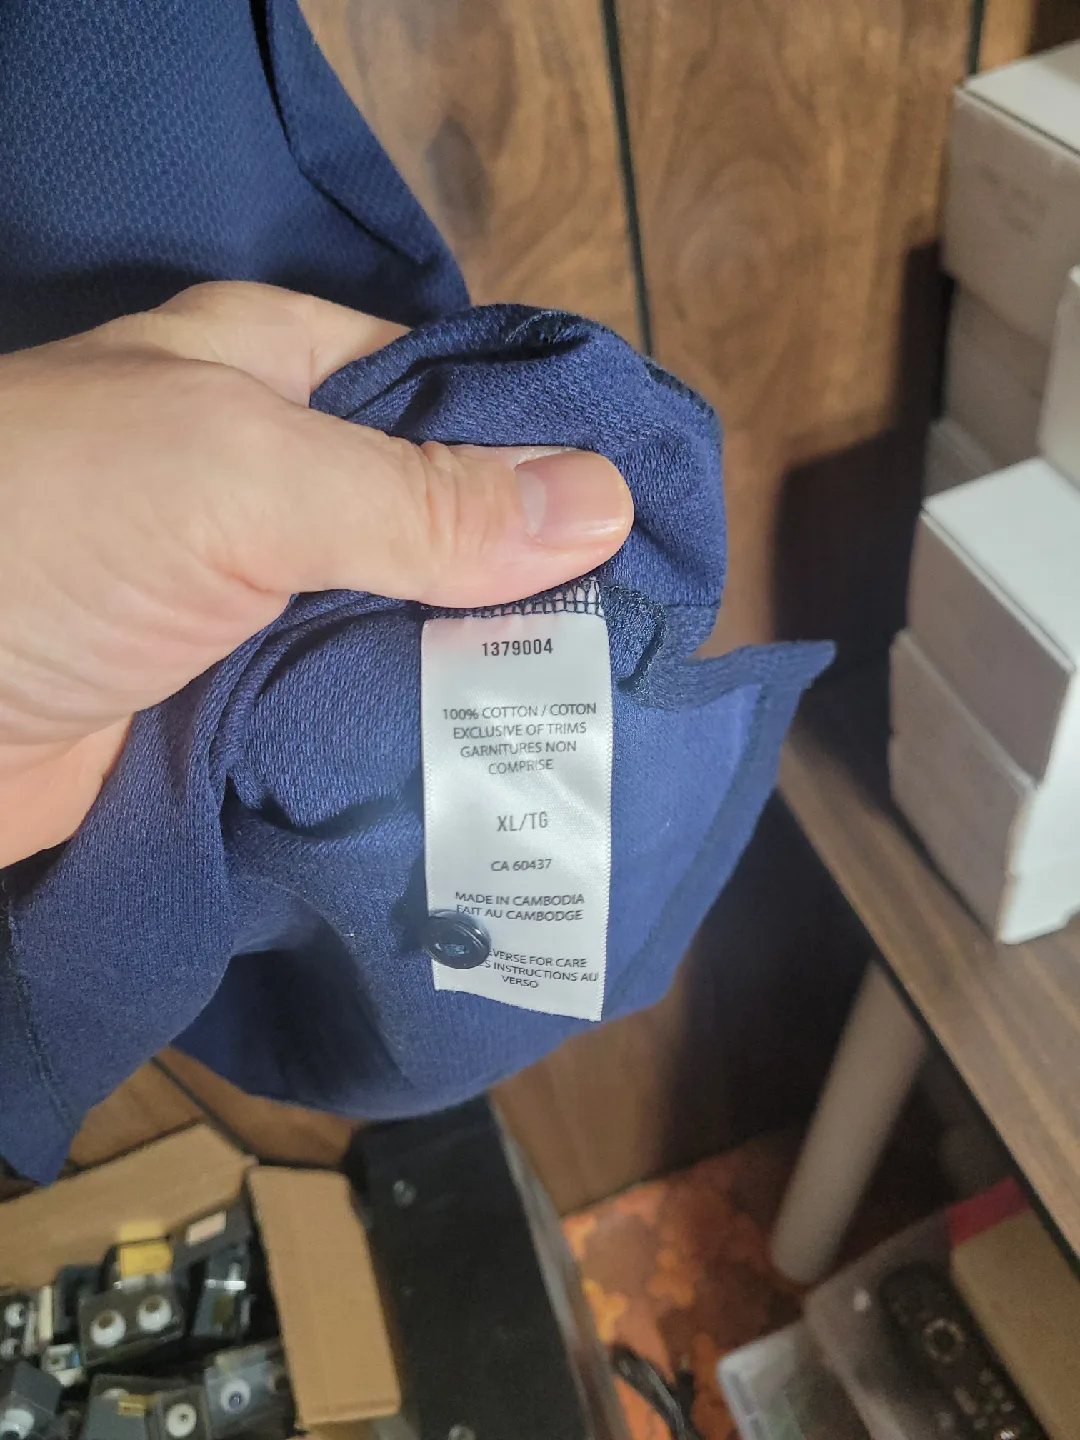 1379004
100% COTTON / COTON
EXCLUSIVE OF TRIMS
GARNITURES NON
COMPRISE
XL/TG
CA 60437
MADE IN CAMBODIA
FAIT AU CAMBODGE
EVERSE FOR CARE
S INSTRUCTIONS AU
VERSO